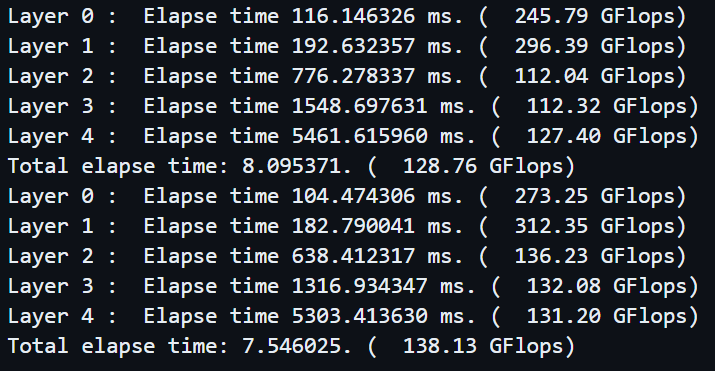 Layer 0 :  Elapse time 116.146326 ms. (  245.79 GFlops)
Layer 1 :  Elapse time 192.632357 ms. (  296.39 GFlops)
Layer 2 :  Elapse time 776.278337 ms. (  112.04 GFlops)
Layer 3 :  Elapse time 1548.697631 ms. (  112.32 GFlops)
Layer 4 :  Elapse time 5461.615960 ms. (  127.40 GFlops)
Total elapse time: 8.095371. (  128.76 GFlops)
Layer 0 :  Elapse time 104.474306 ms. (  273.25 GFlops)
Layer 1 :  Elapse time 182.790041 ms. (  312.35 GFlops)
Layer 2 :  Elapse time 638.412317 ms. (  136.23 GFlops)
Layer 3 :  Elapse time 1316.934347 ms. (  132.08 GFlops)
Layer 4 :  Elapse time 5303.413630 ms. (  131.20 GFlops)
Total elapse time: 7.546025. (  138.13 GFlops)